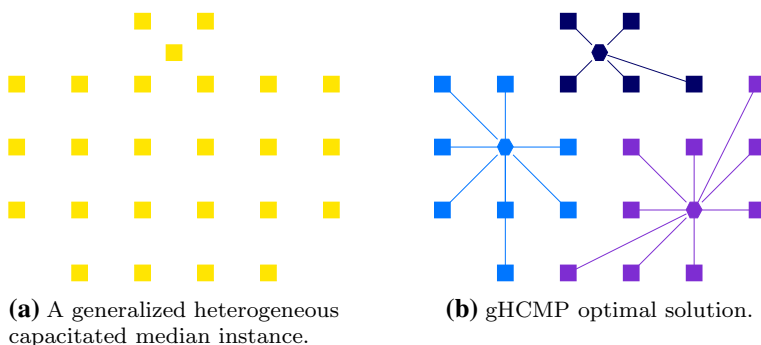 (a) A generalized heterogeneous
capacitated median instance.
(b) gHCMP optimal solution.